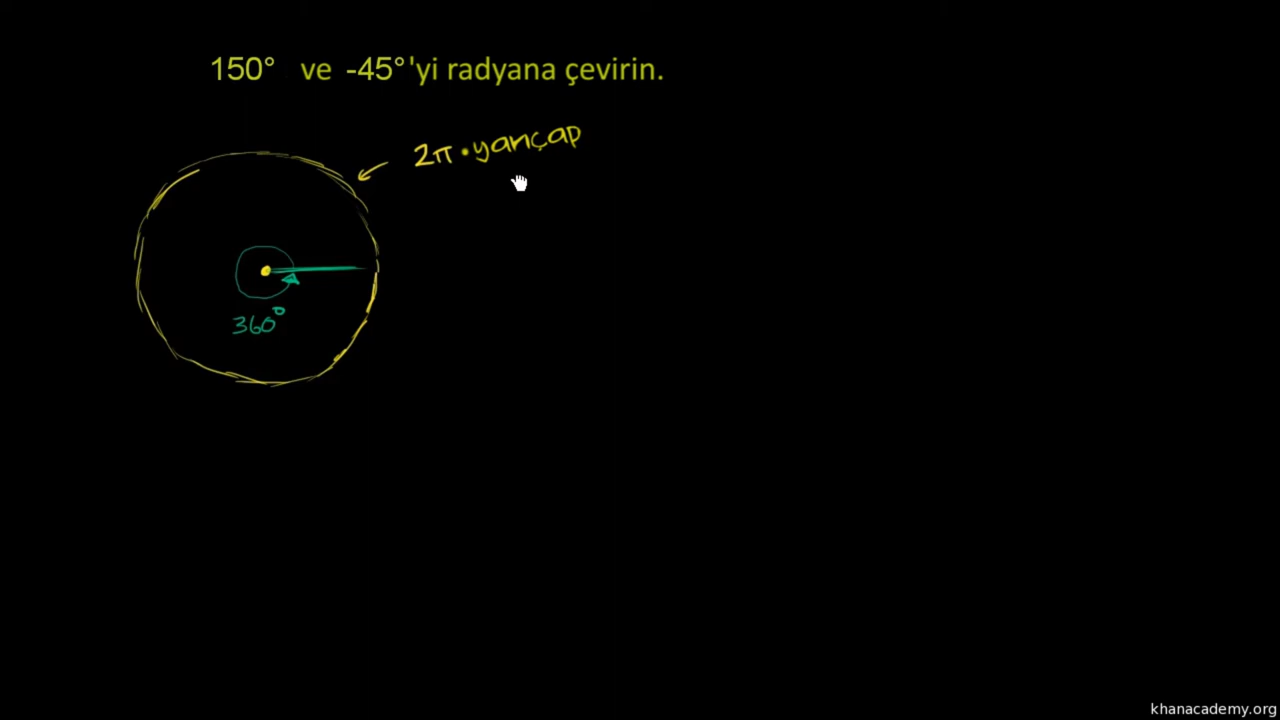 150° ve -45°'yi radyana çevirin.
2π • yarıçap
360°
khanacademy.org